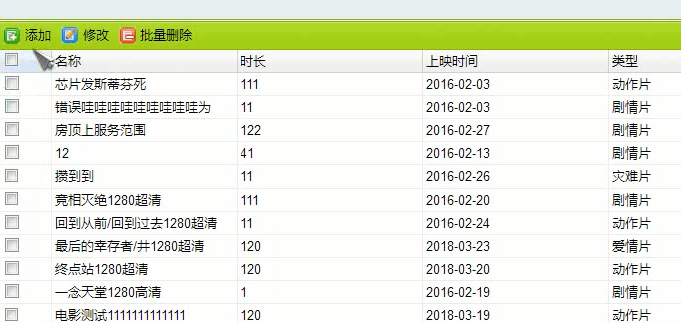 添加 修改 批量删除
名称 时长 上映时间 类型
芯片发斯蒂芬死 111 2016-02-03 动作片
错误哇哇哇哇哇哇哇哇哇为 11 2016-02-03 剧情片
房顶上服务范围 122 2016-02-27 剧情片
12 41 2016-02-13 剧情片
攒到到 11 2016-02-26 灾难片
竞相灭绝1280超清 111 2016-02-20 剧情片
回到从前/回到过去1280超清 11 2016-02-24 动作片
最后的幸存者/井1280超清 120 2018-03-23 爱情片
终点站1280超清 120 2018-03-20 动作片
一念天堂1280高清 1 2016-02-19 剧情片
电影测试1111111111111 120 2018-03-19 动作片